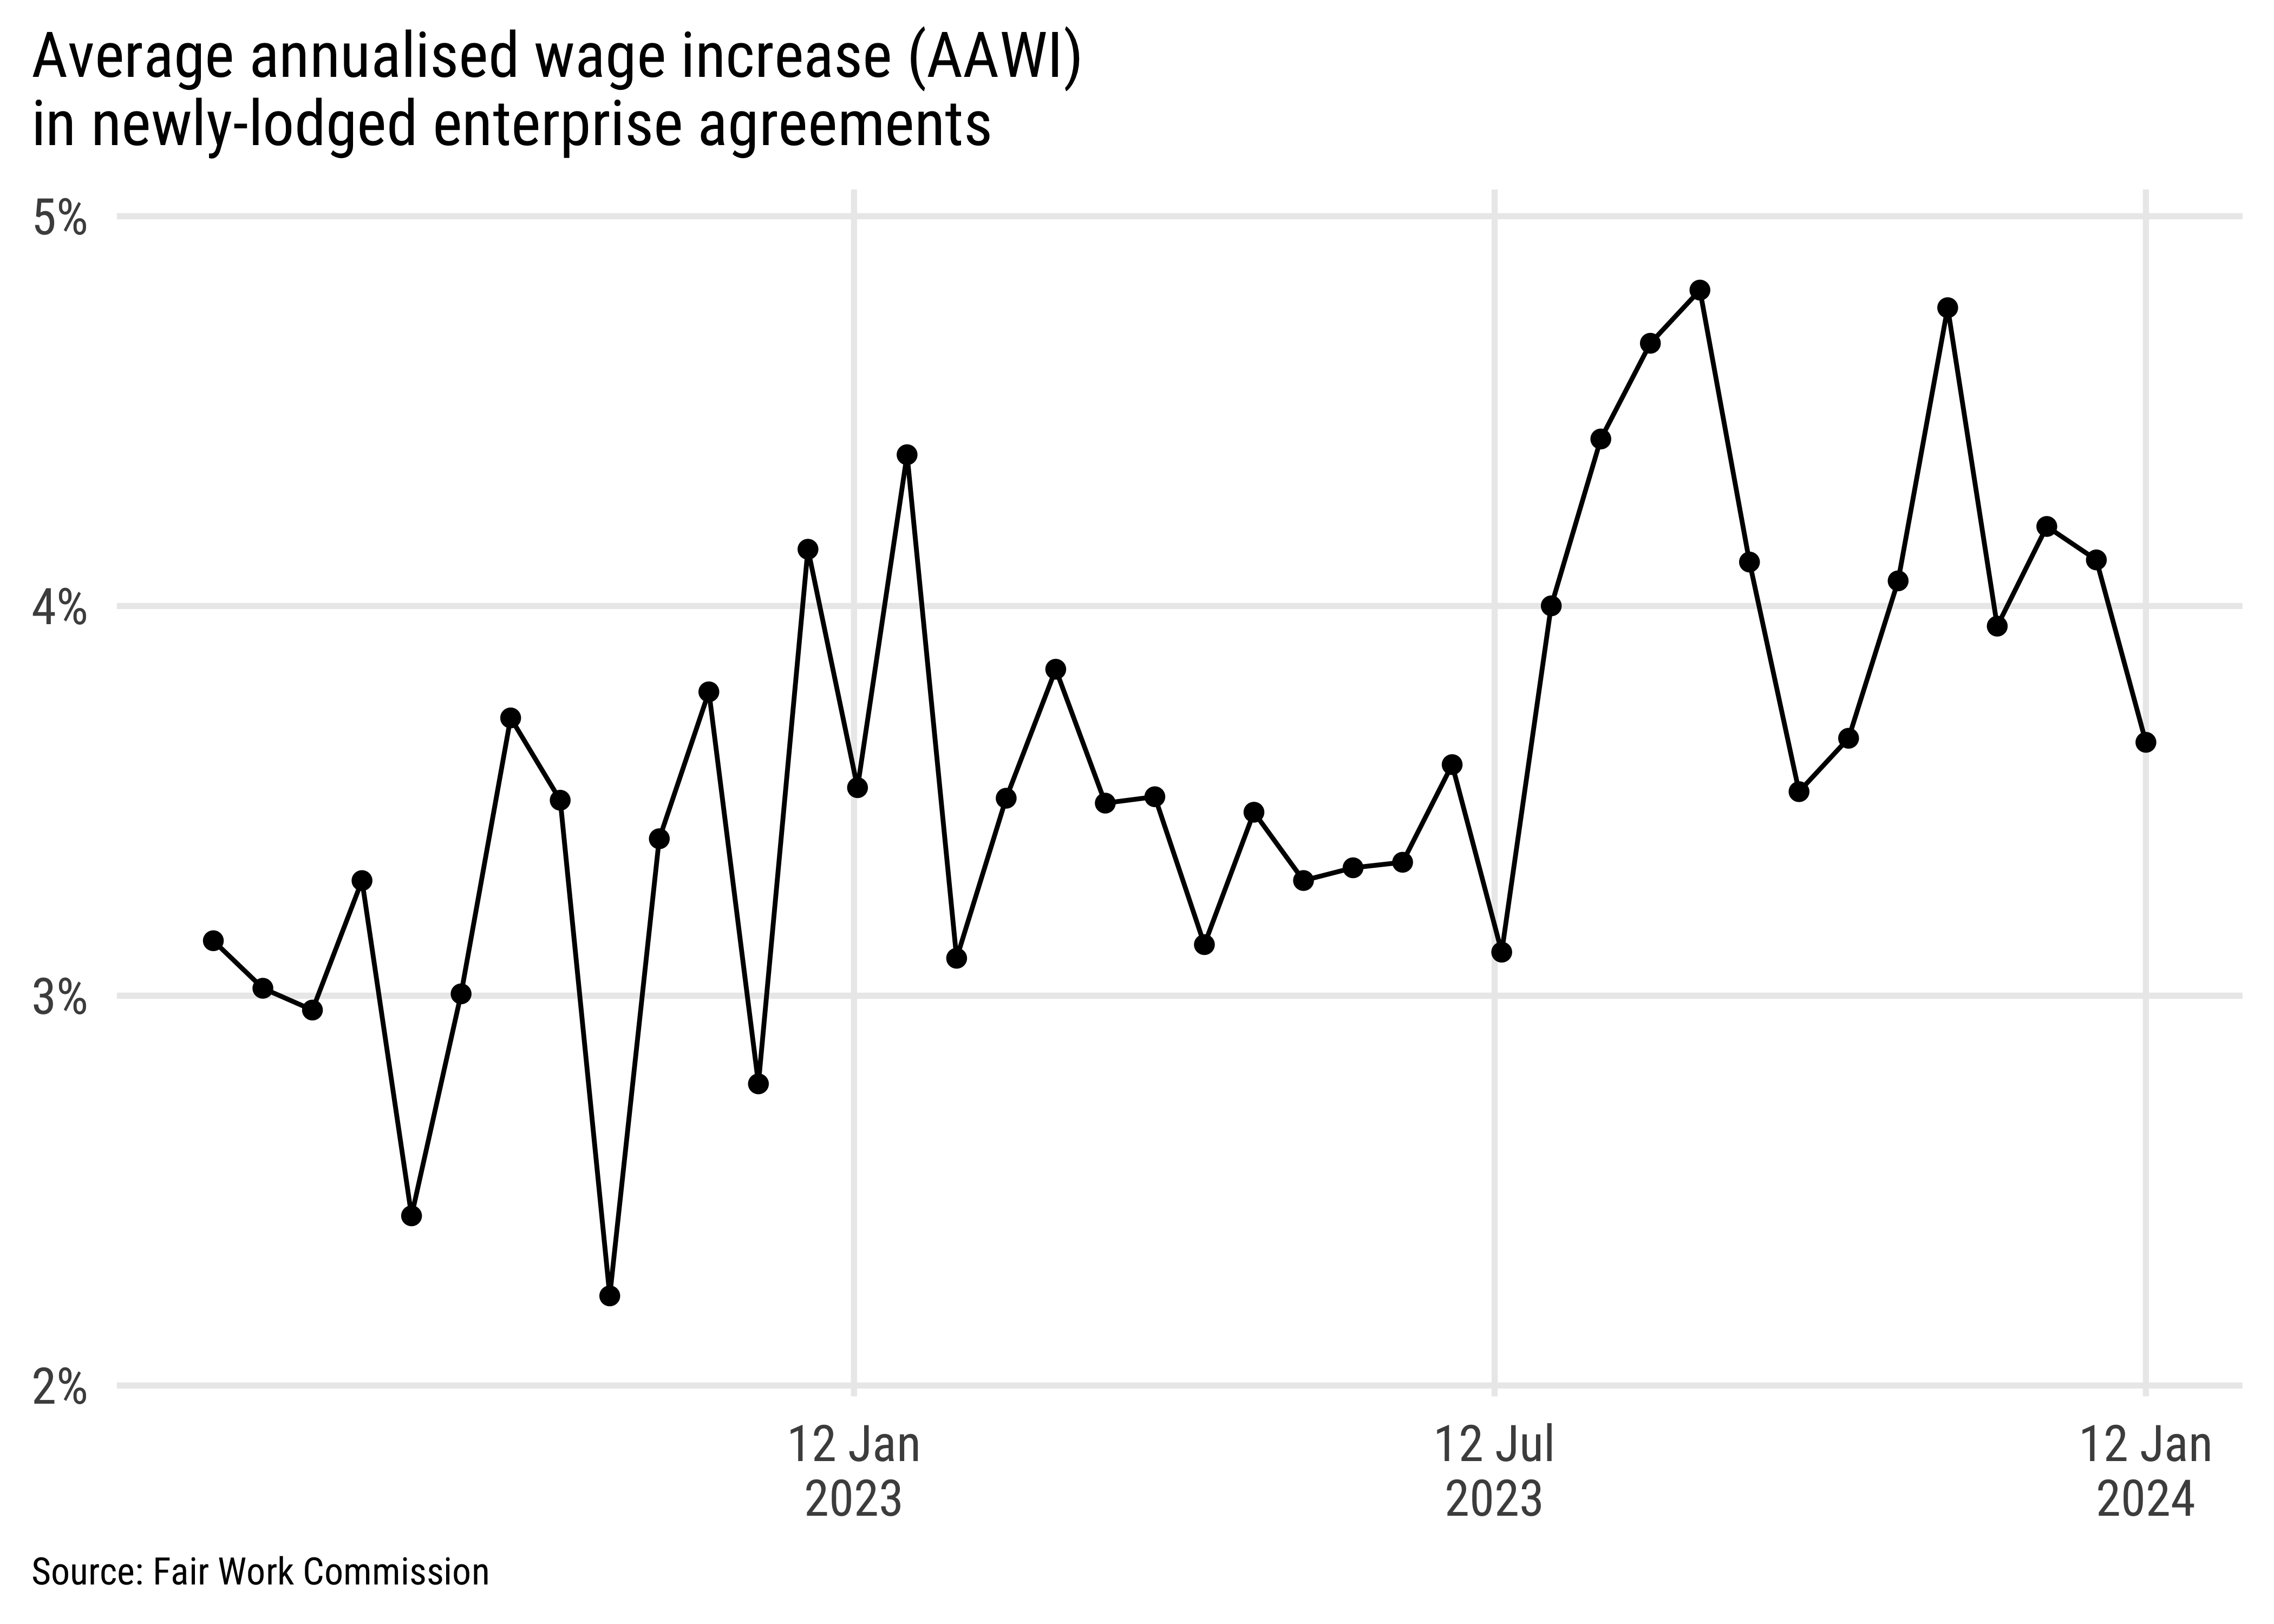 Average annualised wage increase (AAWI)
in newly-lodged enterprise agreements
5%
4%
3%
2%
12 Jan
2023
12 Jul
2023
12 Jan
2024
Source: Fair Work Commission